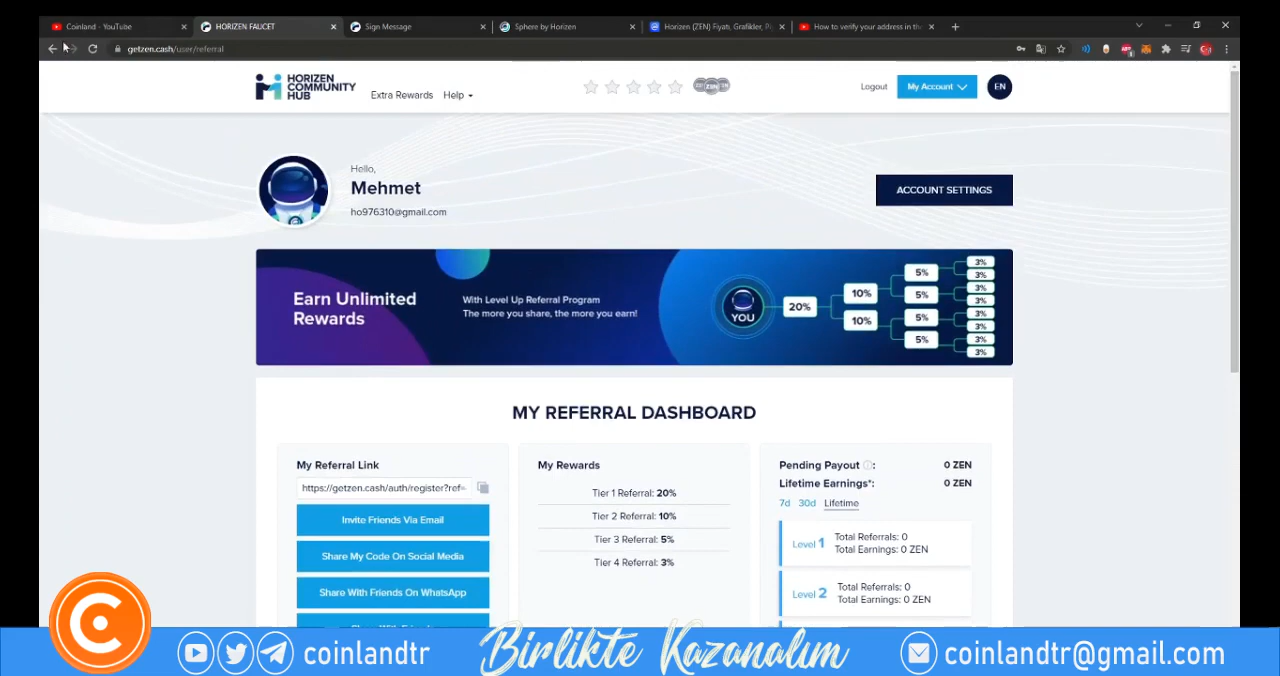 Coinland - YouTube
HORIZEN FAUCET
Sign Message
Sphere by Horizen
Horizen (ZEN) Fiyatı, Grafikler, Pi
How to verify your address in the
getzen.cash/user/referral
HORIZEN
COMMUNITY
HUB
Extra Rewards
Help
ZEN
Logout
My Account
EN
Hello,
Mehmet
ho976310@gmail.com
ACCOUNT SETTINGS
Earn Unlimited
Rewards
With Level Up Referral Program
The more you share, the more you earn!
YOU
20%
10%
10%
5%
5%
5%
5%
3%
3%
3%
3%
3%
3%
3%
3%
MY REFERRAL DASHBOARD
My Referral Link
https://getzen.cash/auth/register?ref=
Invite Friends Via Email
Share My Code On Social Media
Share With Friends On WhatsApp
My Rewards
Tier 1 Referral: 20%
Tier 2 Referral: 10%
Tier 3 Referral: 5%
Tier 4 Referral: 3%
Pending Payout : 0 ZEN
Lifetime Earnings*: 0 ZEN
7d 30d Lifetime
Level 1
Total Referrals: 0
Total Earnings: 0 ZEN
Level 2
Total Referrals: 0
Total Earnings: 0 ZEN
coinlandtr
Birlikte Kazanalım
coinlandtr@gmail.com